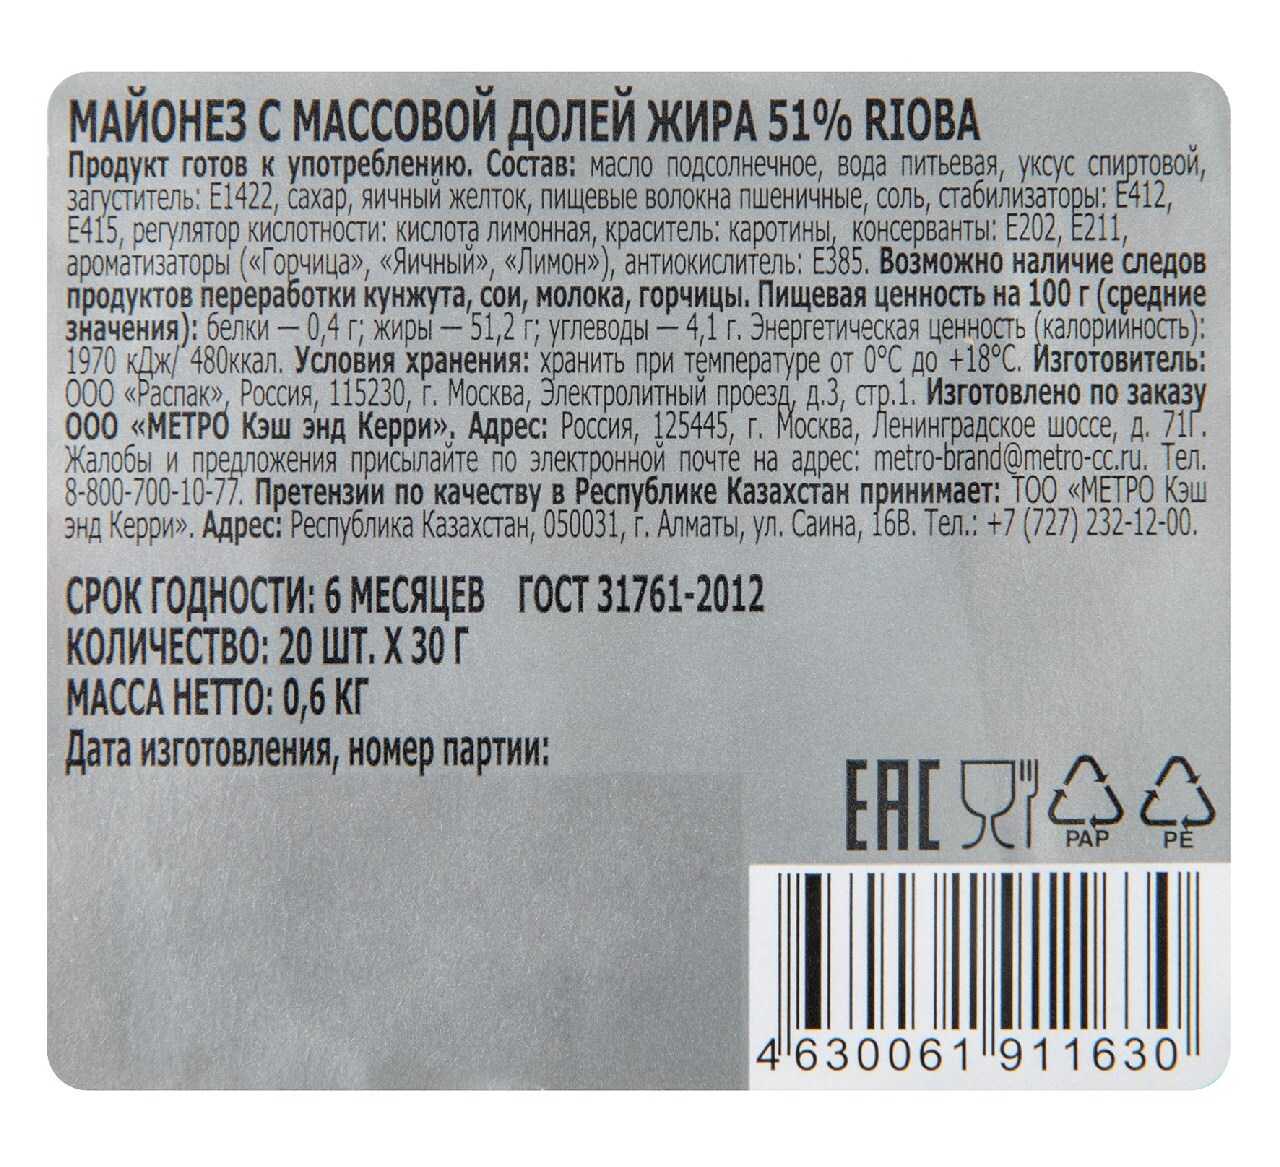 МАЙОНЕЗ С МАССОВОЙ ДОЛЕЙ ЖИРА 51% RIOBA
Продукт готов к употреблению. Состав: масло подсолнечное, вода питьевая, уксус спиртовой,
загуститель: Е1422, сахар, яичный желток, пищевые волокна пшеничные, соль, стабилизаторы: Е412,
Е415, регулятор кислотности: кислота лимонная, краситель: каротины, консерванты: Е202, Е211,
ароматизаторы («Горчица», «Яичный», «Лимон»), антиокислитель: Е385. Возможно наличие следов
продуктов переработки кунжута, сои, молока, горчицы. Пищевая ценность на 100 г (средние
значения): белки — 0,4 г; жиры — 51,2 г; углеводы — 4,1 г. Энергетическая ценность (калорийность):
1970 кДж/ 480ккал. Условия хранения: хранить при температуре от 0°С до +18°С. Изготовитель:
ООО «Распак», Россия, 115230, г. Москва, Электролитный проезд, д.3, стр.1. Изготовлено по заказу
ООО «МЕТРО Кэш энд Керри». Адрес: Россия, 125445, г. Москва, Ленинградское шоссе, д. 71Г.
Жалобы и предложения присылайте по электронной почте на адрес: metro-brand@metro-cc.ru. Тел.
8-800-700-10-77. Претензии по качеству в Республике Казахстан принимает: ТОО «МЕТРО Кэш
энд Керри». Адрес: Республика Казахстан, 050031, г. Алматы, ул. Саина, 16В. Тел.: +7 (727) 232-12-00.
СРОК ГОДНОСТИ: 6 МЕСЯЦЕВ ГОСТ 31761-2012
КОЛИЧЕСТВО: 20 ШТ. Х 30 Г
МАССА НЕТТО: 0,6 КГ
Дата изготовления, номер партии:
ЕАС
PAP PE
4 630061 911630